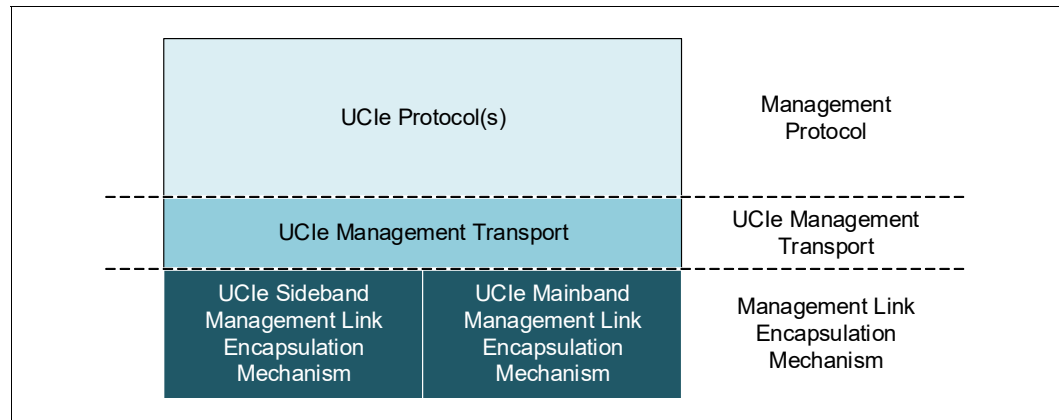 UCIe Protocol(s)
Management
Protocol
UCIe Management Transport
UCIe Management
Transport
UCIe Sideband
Management Link
Encapsulation
Mechanism
UCIe Mainband
Management Link
Encapsulation
Mechanism
Management Link
Encapsulation
Mechanism